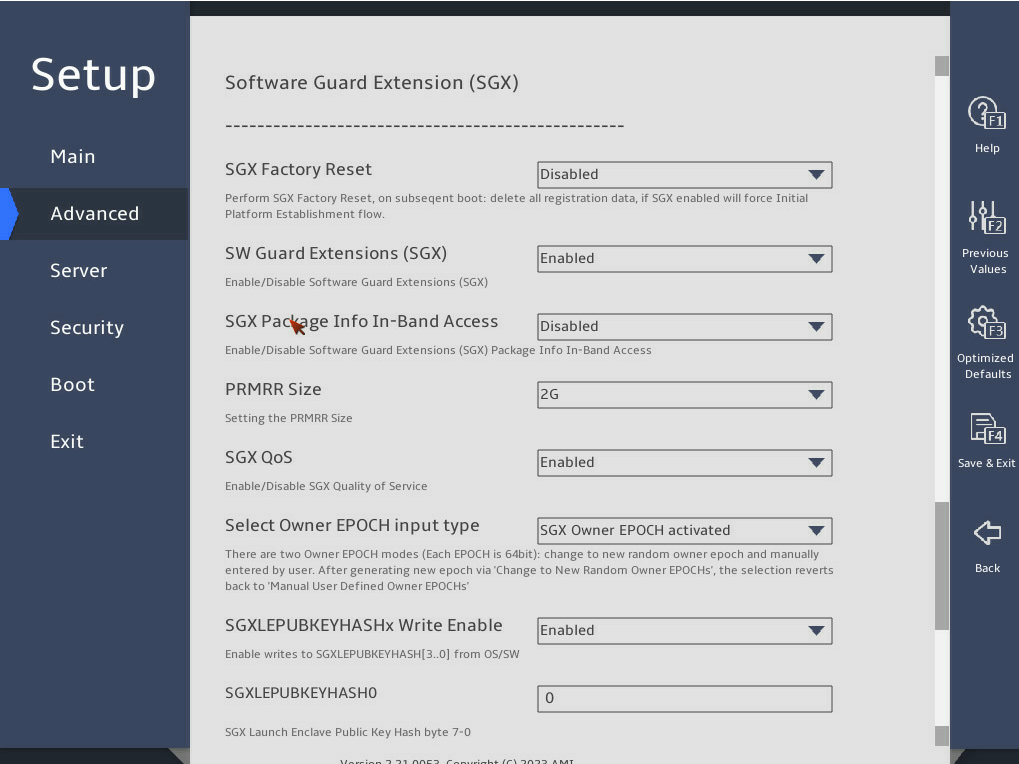 Setup
Main
Advanced
Server
Security
Boot
Exit
Software Guard Extension (SGX)
--------------------------------------------------
SGX Factory Reset
Disabled
Perform SGX Factory Reset, on subseqent boot: delete all registration data, if SGX enabled will force Initial
Platform Establishment flow.
SW Guard Extensions (SGX)
Enabled
Enable/Disable Software Guard Extensions (SGX)
SGX Package Info In-Band Access
Disabled
Enable/Disable Software Guard Extensions (SGX) Package Info In-Band Access
PRMRR Size
2G
Setting the PRMRR Size
SGX QoS
Enabled
Enable/Disable SGX Quality of Service
Select Owner EPOCH input type
SGX Owner EPOCH activated
There are two Owner EPOCH modes (Each EPOCH is 64bit): change to new random owner epoch and manually
entered by user. After generating new epoch via 'Change to New Random Owner EPOCHs', the selection reverts
back to 'Manual User Defined Owner EPOCHs'
SGXLEPUBKEYHASHx Write Enable
Enabled
Enable writes to SGXLEPUBKEYHASH[3..0] from OS/SW
SGXLEPUBKEYHASH0
0
SGX Launch Enclave Public Key Hash byte 7-0
Version 2.21.0053. Copyright (C) 2023 AMI
F1
Help
F2
Previous
Values
F3
Optimized
Defaults
F4
Save & Exit
Back